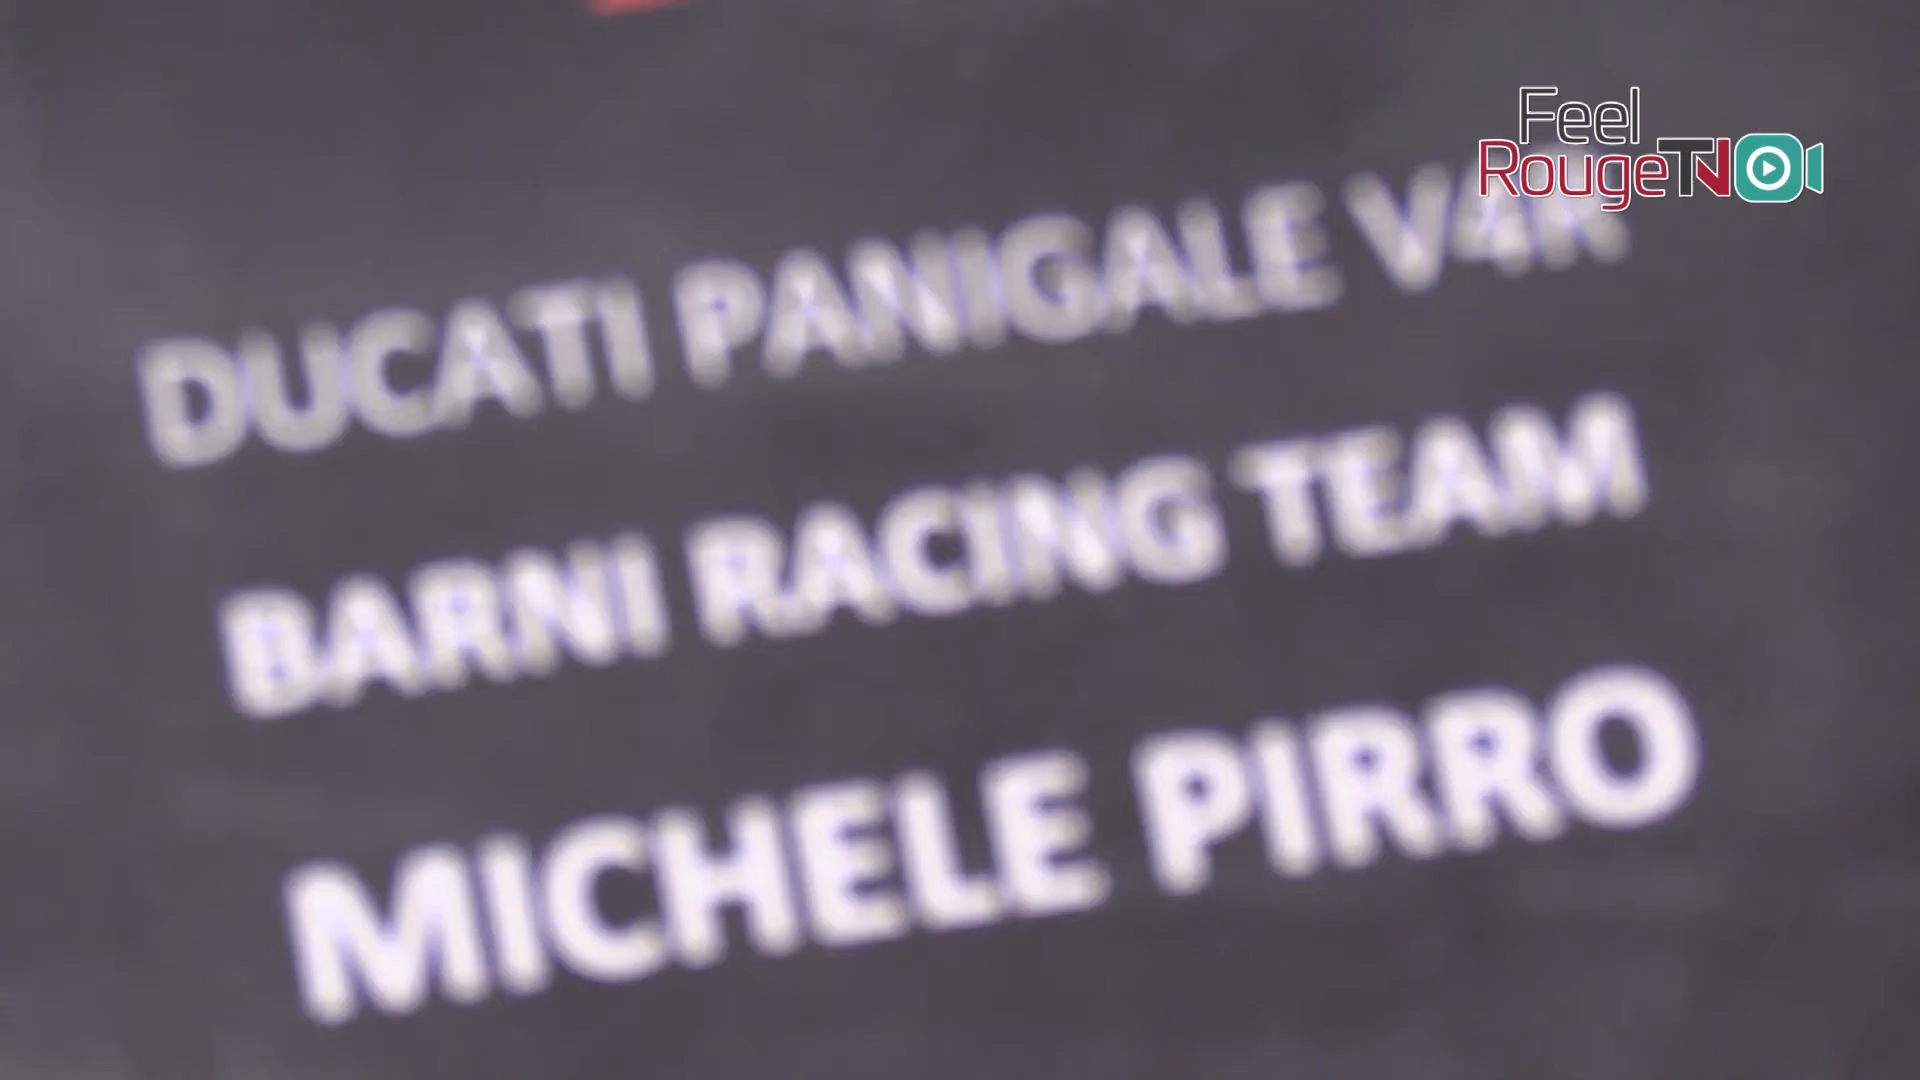 Feel
RougeTV
DUCATI PANIGALE V4R
BARNI RACING TEAM
MICHELE PIRRO